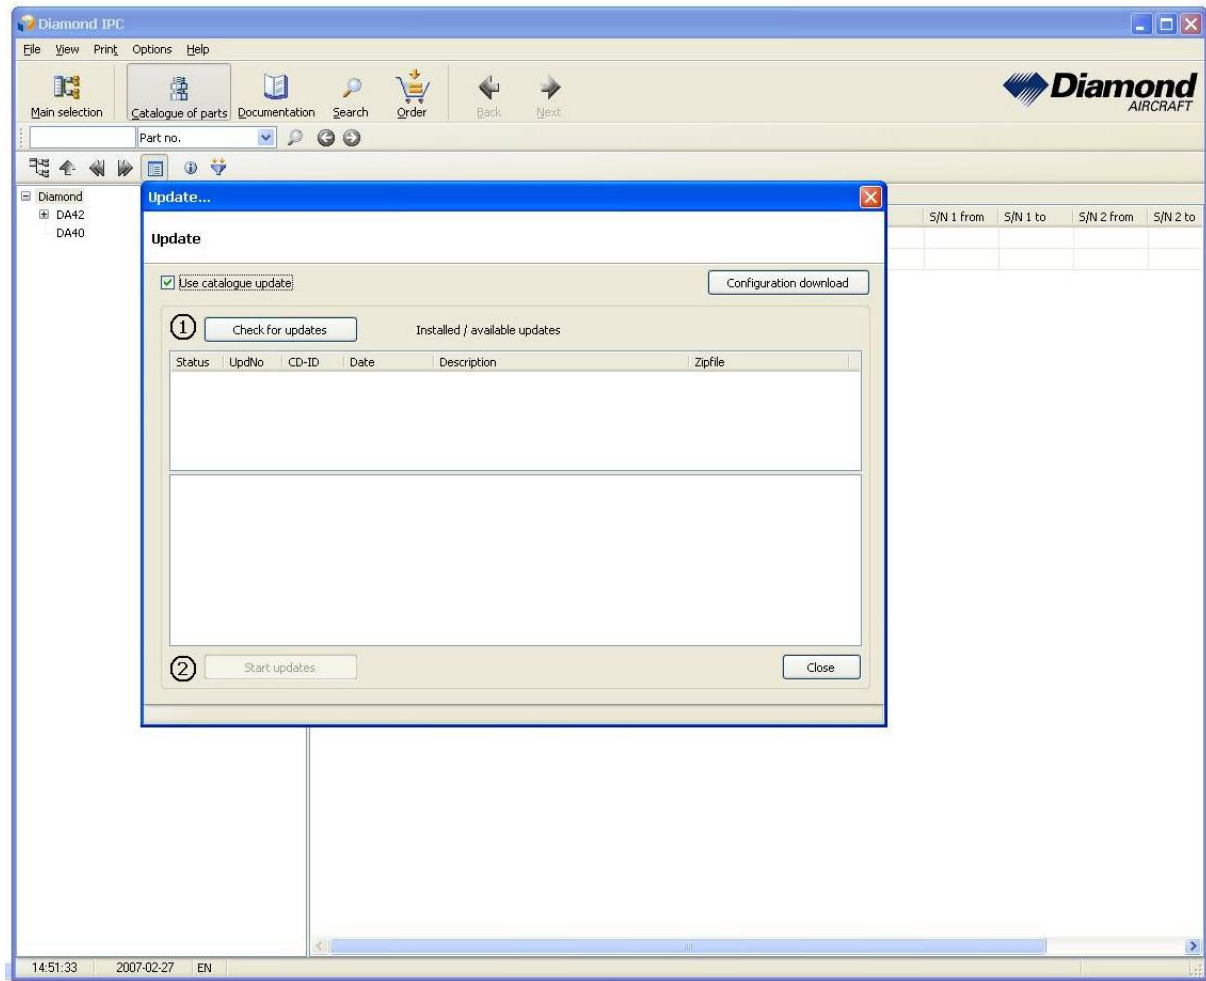 Diamond IPC
File View Print Options Help
Main selection Catalogue of parts Documentation Search Order Back Next
Diamond
AIRCRAFT
Part no.
Diamond
DA42
DA40
Update...
S/N 1 from S/N 1 to S/N 2 from S/N 2 to
Update
Use catalogue update
Configuration download
1 Check for updates Installed / available updates
Status UpdNo CD-ID Date Description Zipfile
2 Start updates Close
14:51:33 2007-02-27 EN